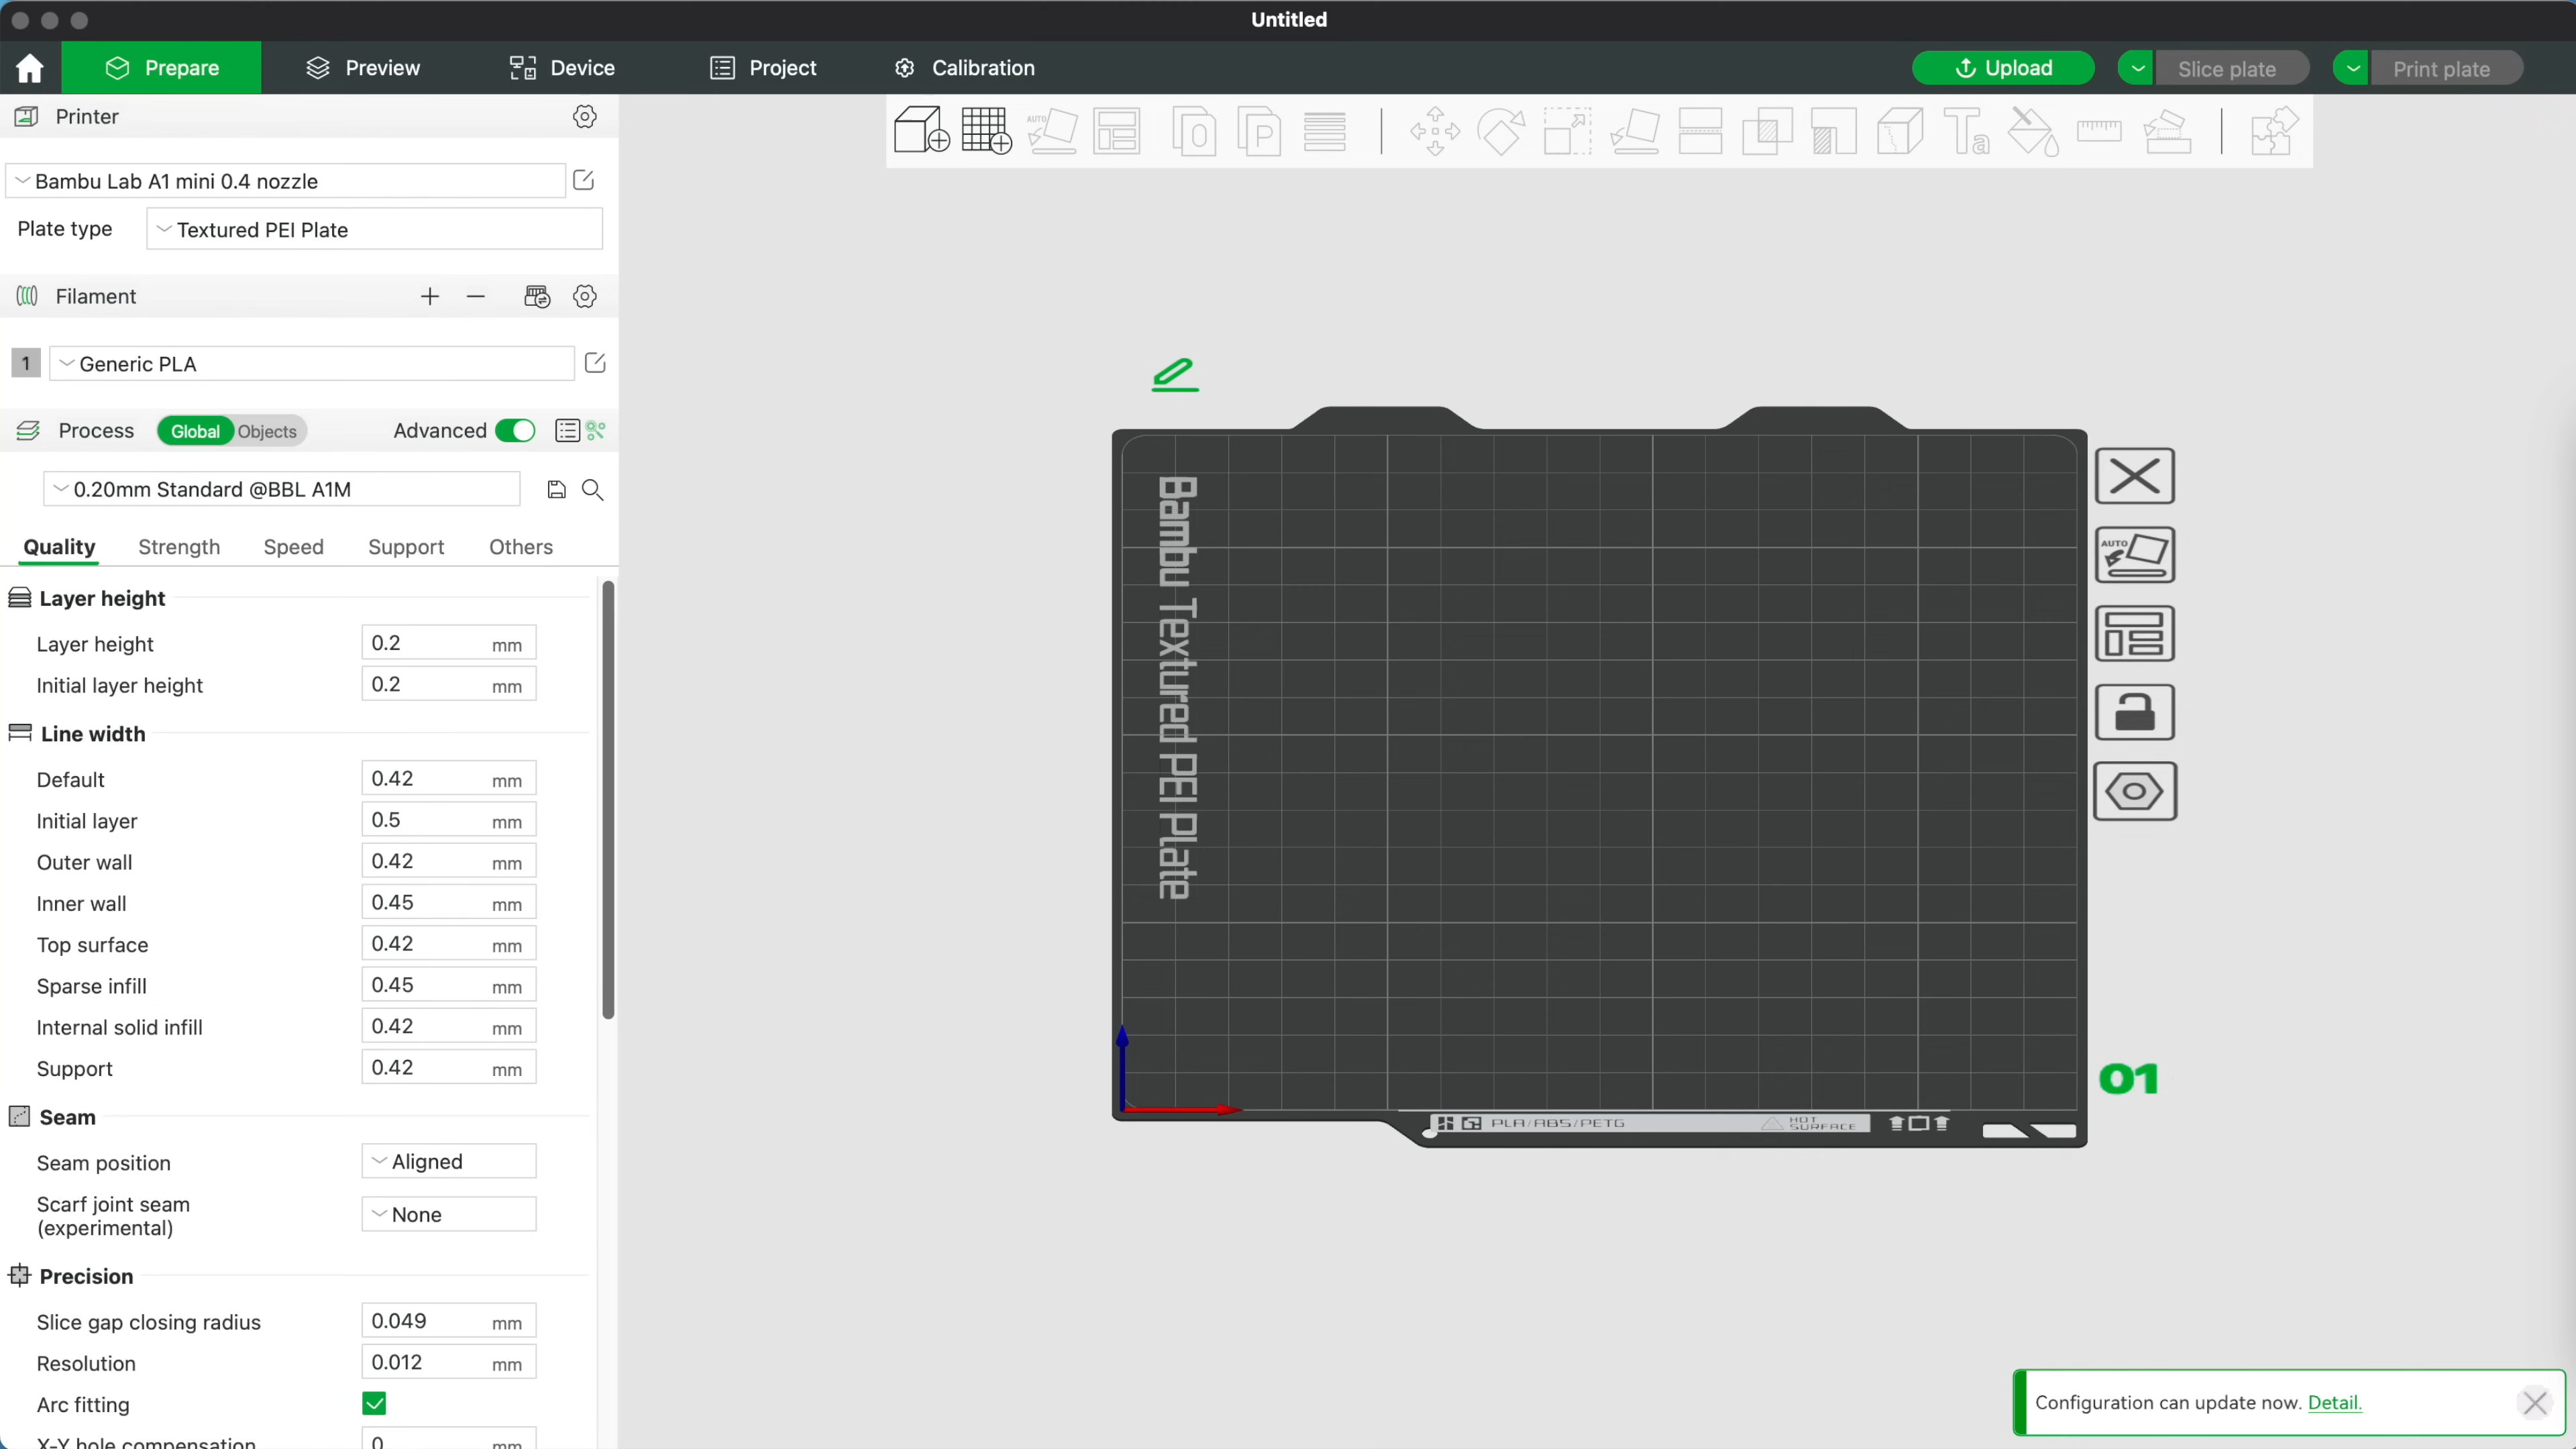 Untitled
Prepare
Preview
Device
Project
Calibration
Upload
Slice plate
Print plate
Printer
Bambu Lab A1 mini 0.4 nozzle
Plate type
Textured PEI Plate
Filament
1
Generic PLA
Process
Global
Objects
Advanced
0.20mm Standard @BBL A1M
Quality
Strength
Speed
Support
Others
Layer height
Layer height 0.2 mm
Initial layer height 0.2 mm
Line width
Default 0.42 mm
Initial layer 0.5 mm
Outer wall 0.42 mm
Inner wall 0.45 mm
Top surface 0.42 mm
Sparse infill 0.45 mm
Internal solid infill 0.42 mm
Support 0.42 mm
Seam
Seam position Aligned
Scarf joint seam
(experimental)
None
Precision
Slice gap closing radius 0.049 mm
Resolution 0.012 mm
Arc fitting
X-Y hole compensation 0 mm
AUTO
O
P
Ta
Bambu Textured PEI Plate
AUTO
PLA/ABS/PETG
HOT
SURFACE
01
Configuration can update now. Detail.